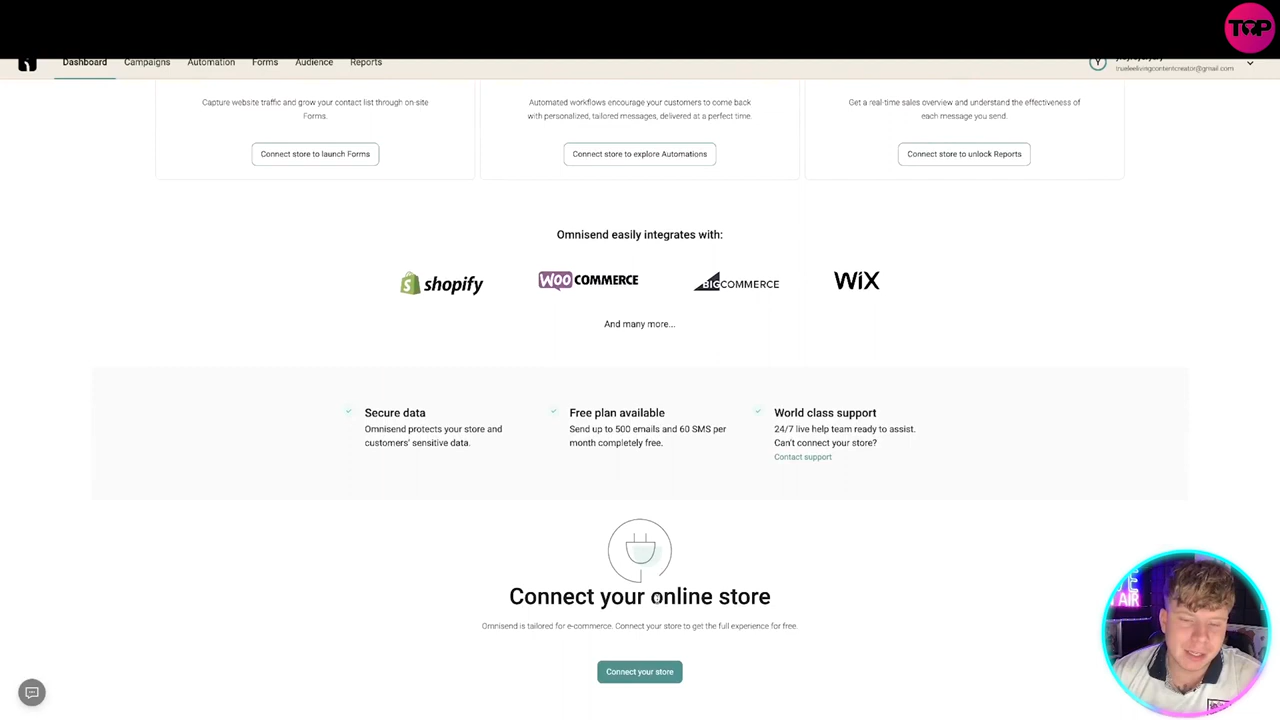 TOP
Dashboard Campaigns Automation Forms Audience Reports
Y
trueleelivingcontentcreator@gmail.com
Capture website traffic and grow your contact list through on-site
Forms.
Connect store to launch Forms
Automated workflows encourage your customers to come back
with personalized, tailored messages, delivered at a perfect time.
Connect store to explore Automations
Get a real-time sales overview and understand the effectiveness of
each message you send.
Connect store to unlock Reports
Omnisend easily integrates with:
shopify
WOO COMMERCE
BIGCOMMERCE
WiX
And many more...
Secure data
Omnisend protects your store and
customers' sensitive data.
Free plan available
Send up to 500 emails and 60 SMS per
month completely free.
World class support
24/7 live help team ready to assist.
Can't connect your store?
Contact support
Connect your online store
Omnisend is tailored for e-commerce. Connect your store to get the full experience for free.
Connect your store
AIR